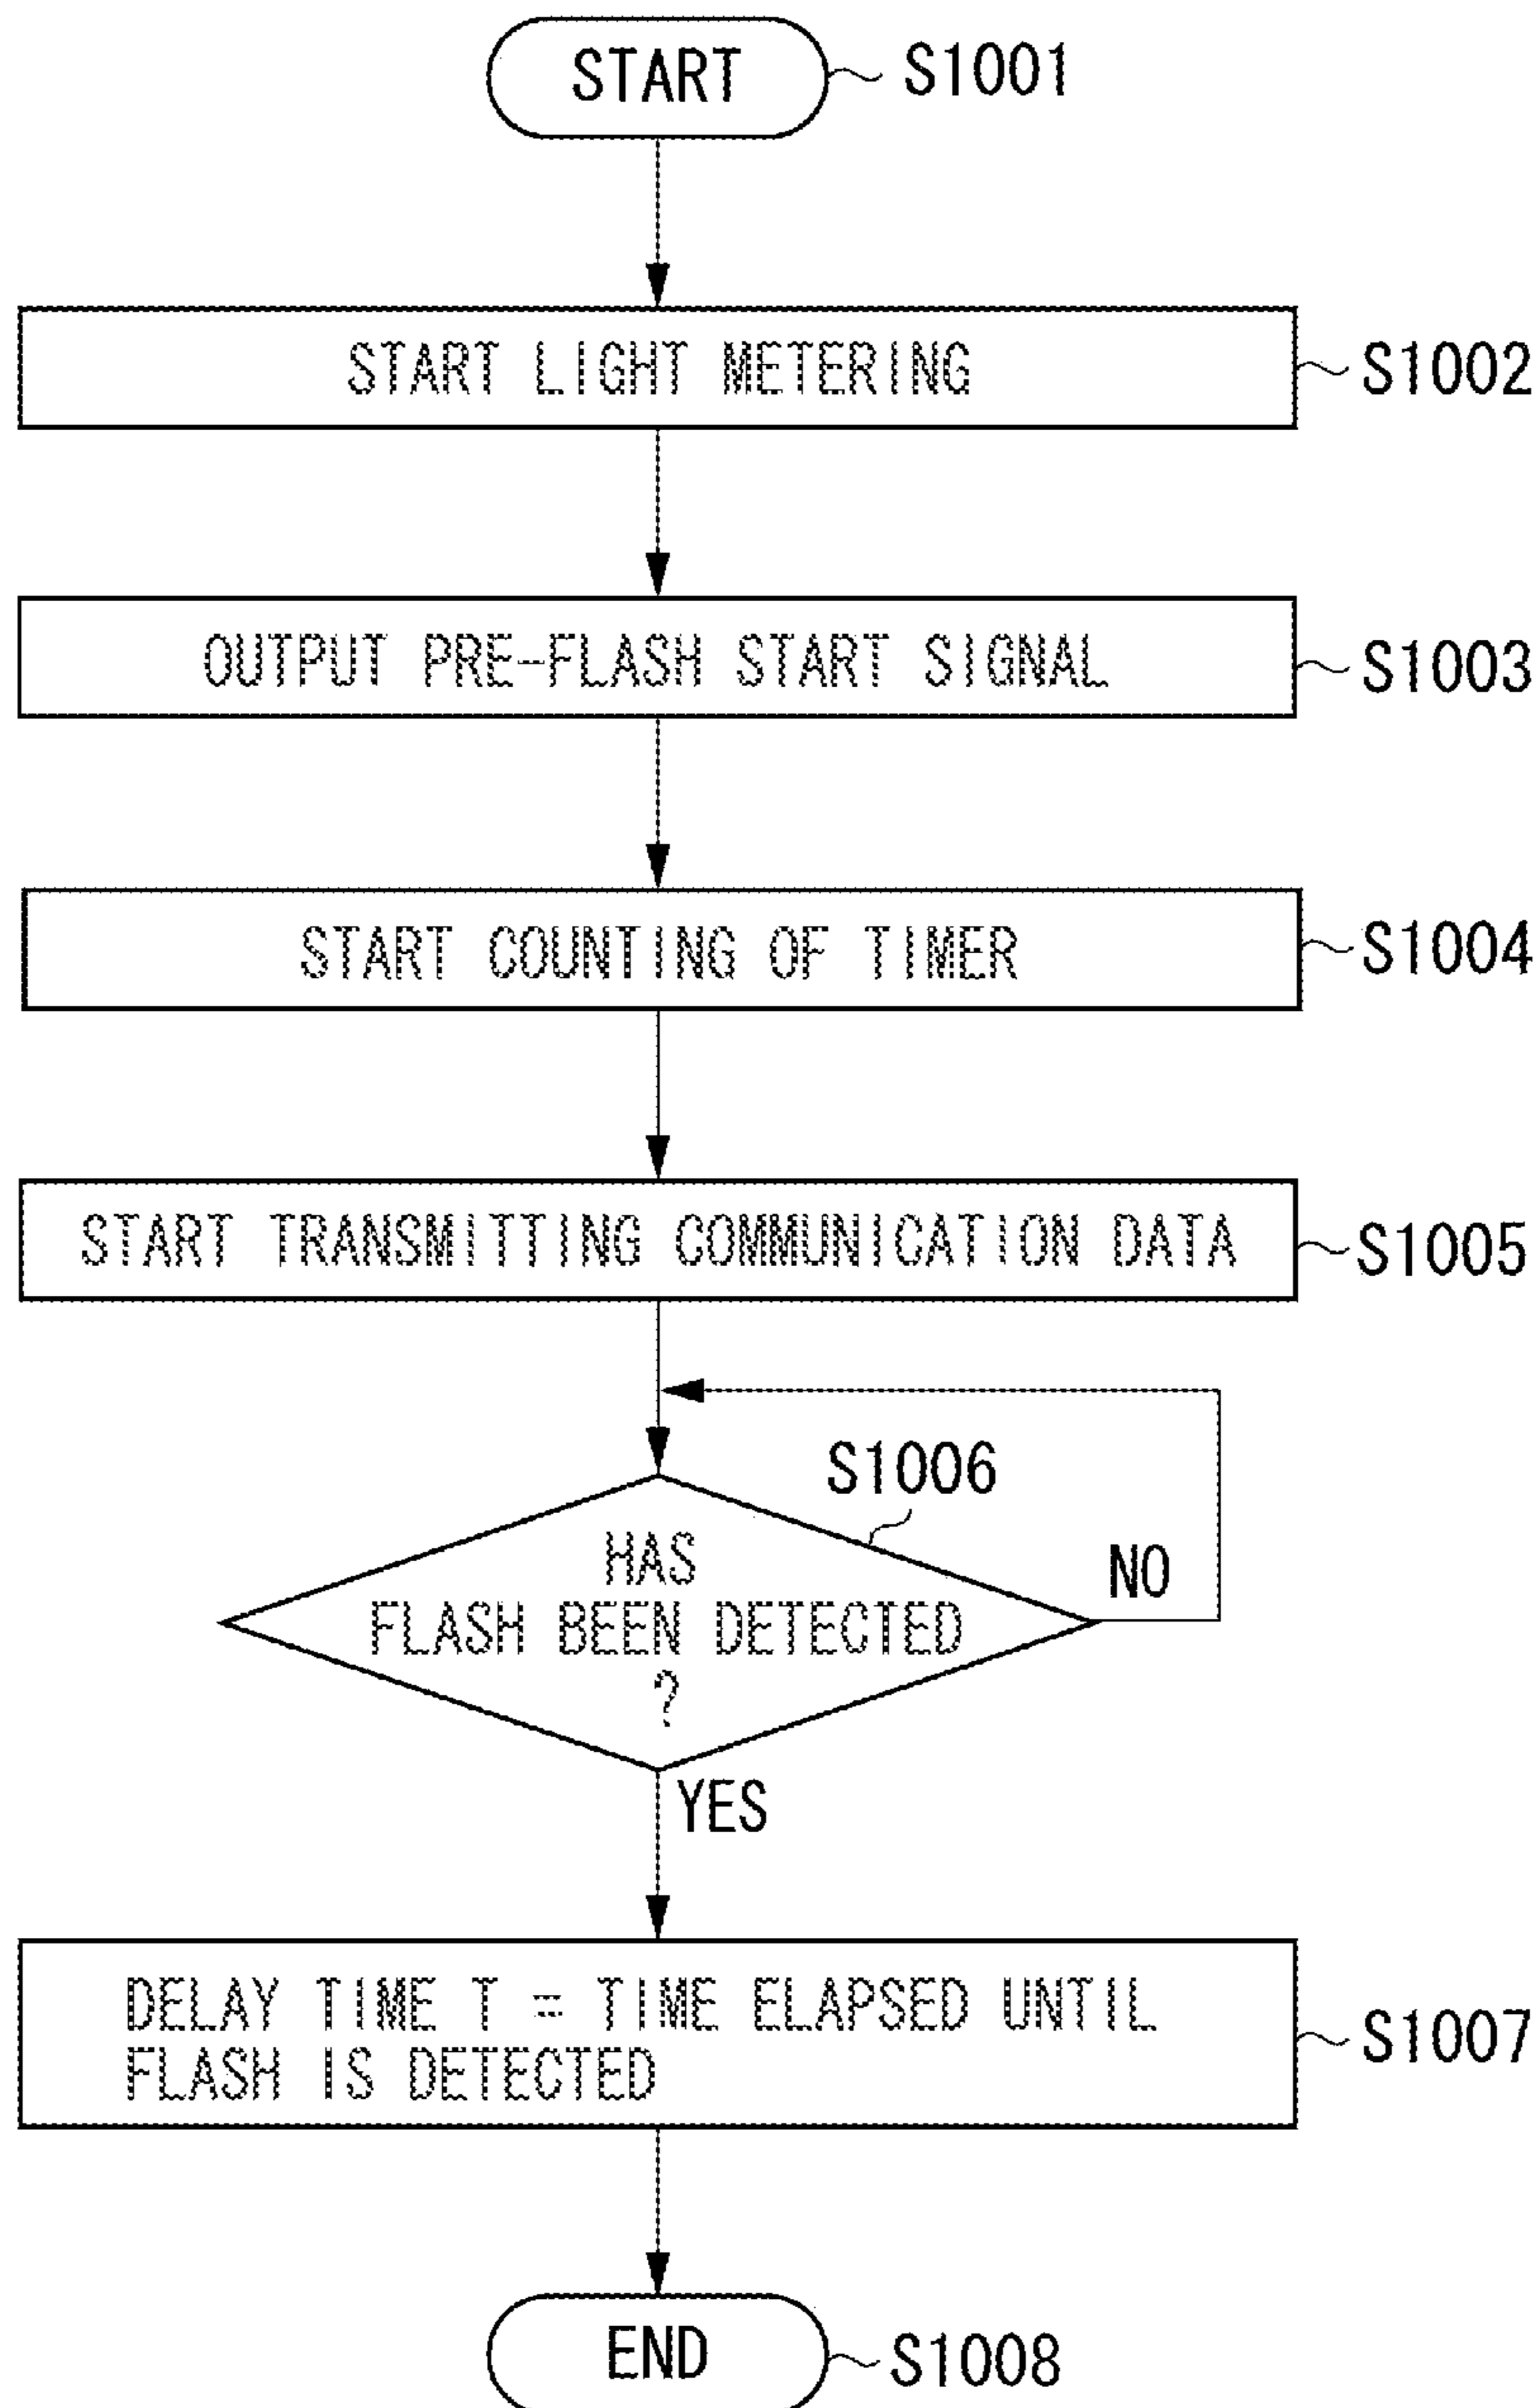 START
S1001
START LIGHT METERING
S1002
OUTPUT PRE-FLASH START SIGNAL
S1003
START COUNTING OF TIMER
S1004
START TRANSMITTING COMMUNICATION DATA
S1005
S1006
HAS
FLASH BEEN DETECTED
?
NO
YES
DELAY TIME T = TIME ELAPSED UNTIL
FLASH IS DETECTED
S1007
END
S1008